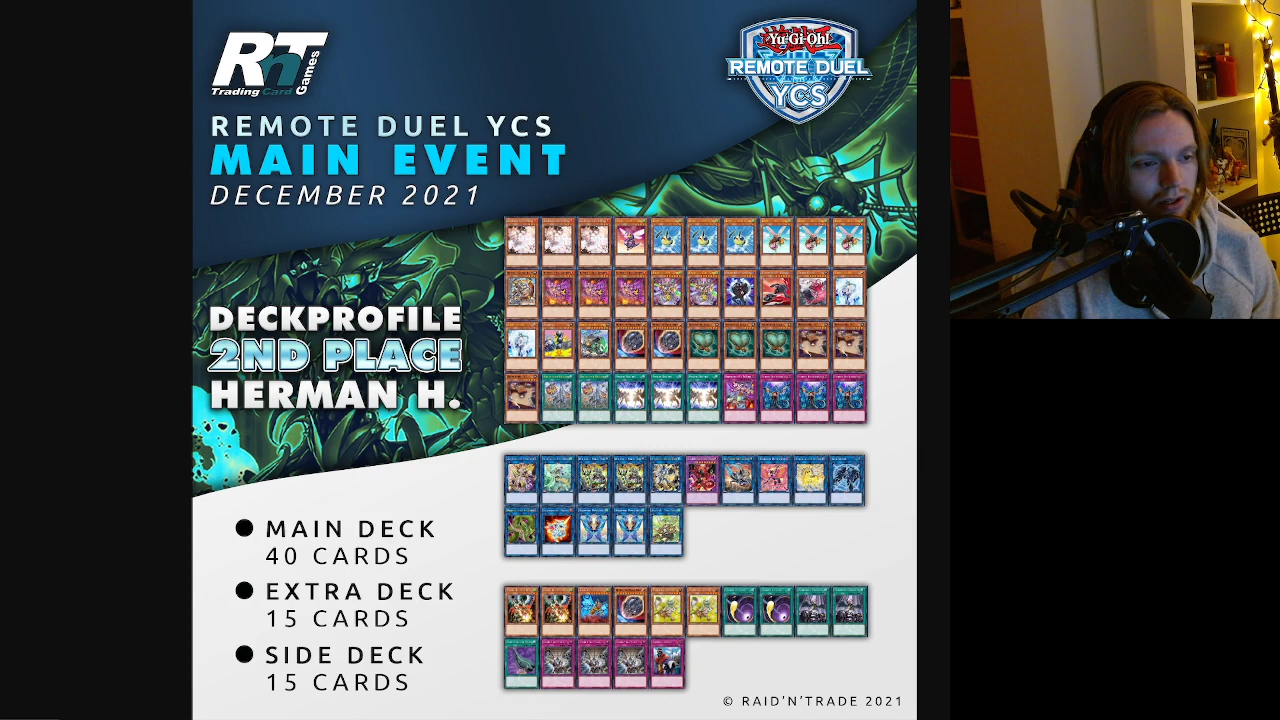 RnT
Trading Card Games
Yu-Gi-Oh!
REMOTE DUEL
YCS
REMOTE DUEL YCS
MAIN EVENT
DECEMBER 2021
DECKPROFILE
2ND PLACE
HERMAN H.
● MAIN DECK
40 CARDS
● EXTRA DECK
15 CARDS
● SIDE DECK
15 CARDS
© RAID'N'TRADE 2021